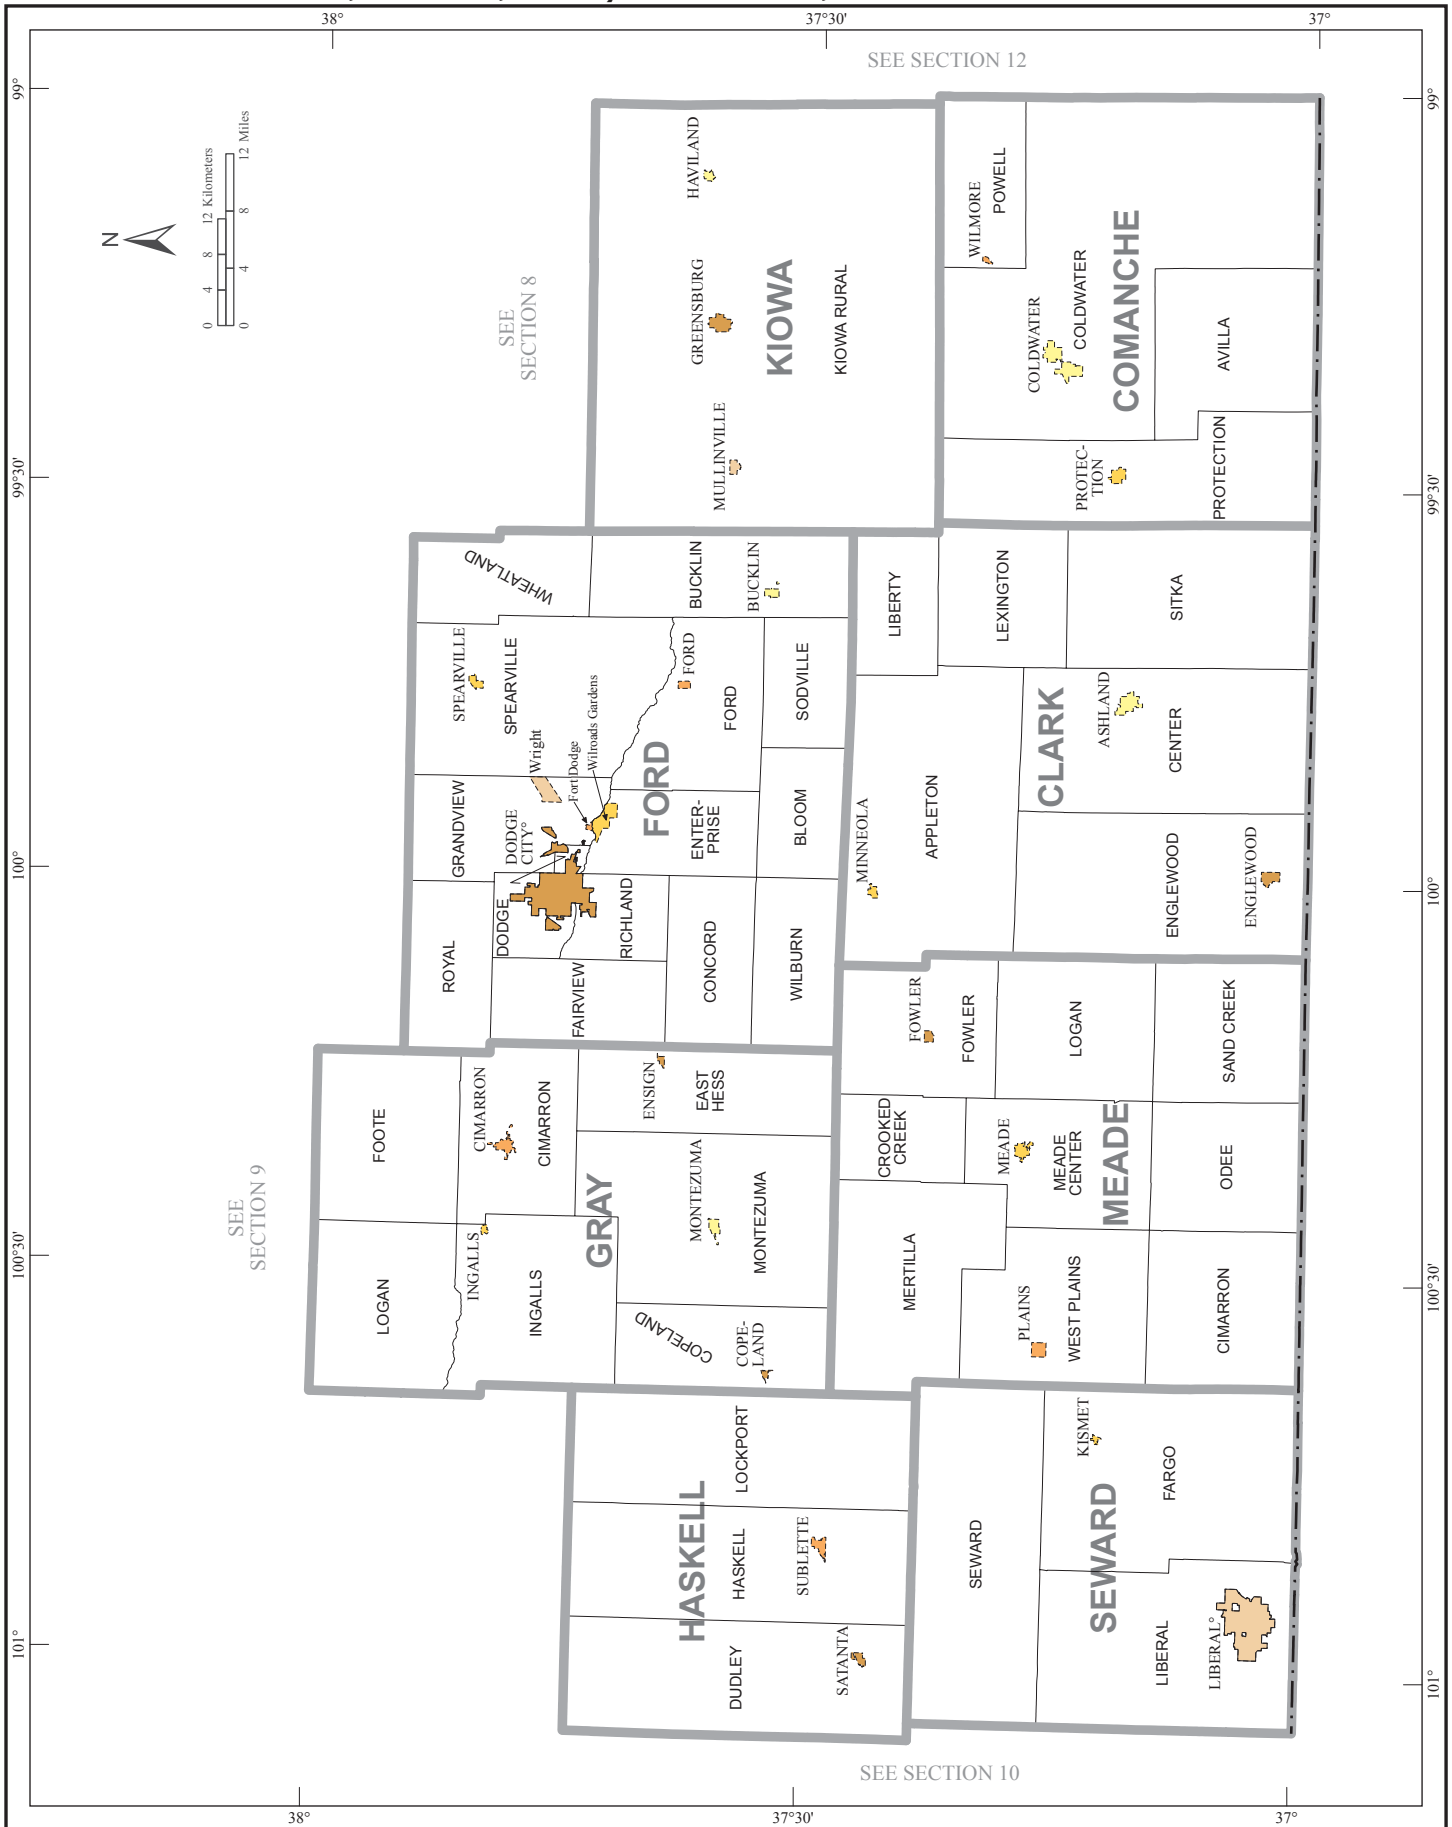 38°
37°30'
37°
SEE SECTION 12
99°
99°
N
12 Kilometers
12 Miles
8
8
4
4
0
0
SEE
SECTION 8
HAVILAND
GREENSBURG
MULLINVILLE
KIOWA
KIOWA RURAL
WILMORE
POWELL
COLDWATER
COLDWATER
COMANCHE
AVILLA
PROTEC-
TION
PROTECTION
99°30'
99°30'
WHEATLAND
BUCKLIN
BUCKLIN
SPEARVILLE
SPEARVILLE
FORD
FORD
SODVILLE
Wright
Fort Dodge
Wilroads Gardens
FORD
GRANDVIEW
DODGE
CITY°
ENTER-
PRISE
BLOOM
ROYAL
DODGE
RICHLAND
FAIRVIEW
CONCORD
WILBURN
100°
100°
LIBERTY
LEXINGTON
SITKA
CLARK
ASHLAND
CENTER
MINNEOLA
APPLETON
ENGLEWOOD
ENGLEWOOD
SEE
SECTION 9
FOOTE
CIMARRON
CIMARRON
ENSIGN
EAST
HESS
GRAY
MONTEZUMA
MONTEZUMA
INGALLS
INGALLS
LOGAN
COPELAND
COPE-
LAND
FOWLER
FOWLER
LOGAN
SAND CREEK
CROOKED
CREEK
MEADE
MEADE
CENTER
MEADE
ODEE
MERTILLA
PLAINS
WEST PLAINS
CIMARRON
100°30'
100°30'
LOCKPORT
HASKELL
HASKELL
SUBLETTE
DUDLEY
SATANTA
KISMET
FARGO
SEWARD
SEWARD
LIBERAL
LIBERAL°
101°
101°
SEE SECTION 10
38°
37°30'
37°